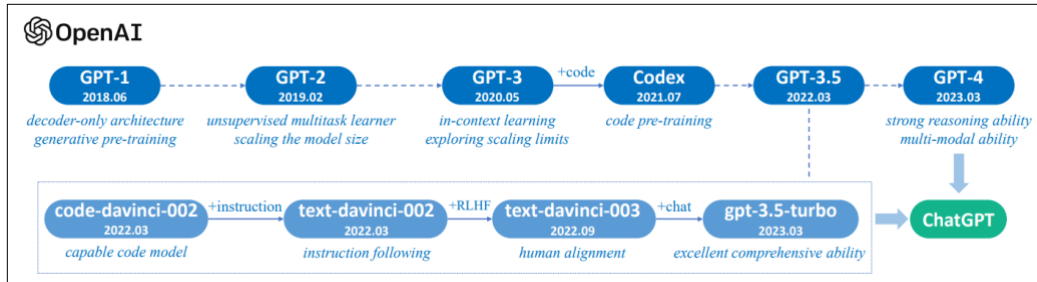 OpenAI
GPT-1
2018.06
GPT-2
2019.02
GPT-3
2020.05
+code
Codex
2021.07
GPT-3.5
2022.03
GPT-4
2023.03
decoder-only architecture
generative pre-training
unsupervised multitask learner
scaling the model size
in-context learning
exploring scaling limits
code pre-training
strong reasoning ability
multi-modal ability
code-davinci-002
2022.03
+instruction
text-davinci-002
2022.03
+RLHF
text-davinci-003
2022.09
+chat
gpt-3.5-turbo
2023.03
ChatGPT
capable code model
instruction following
human alignment
excellent comprehensive ability